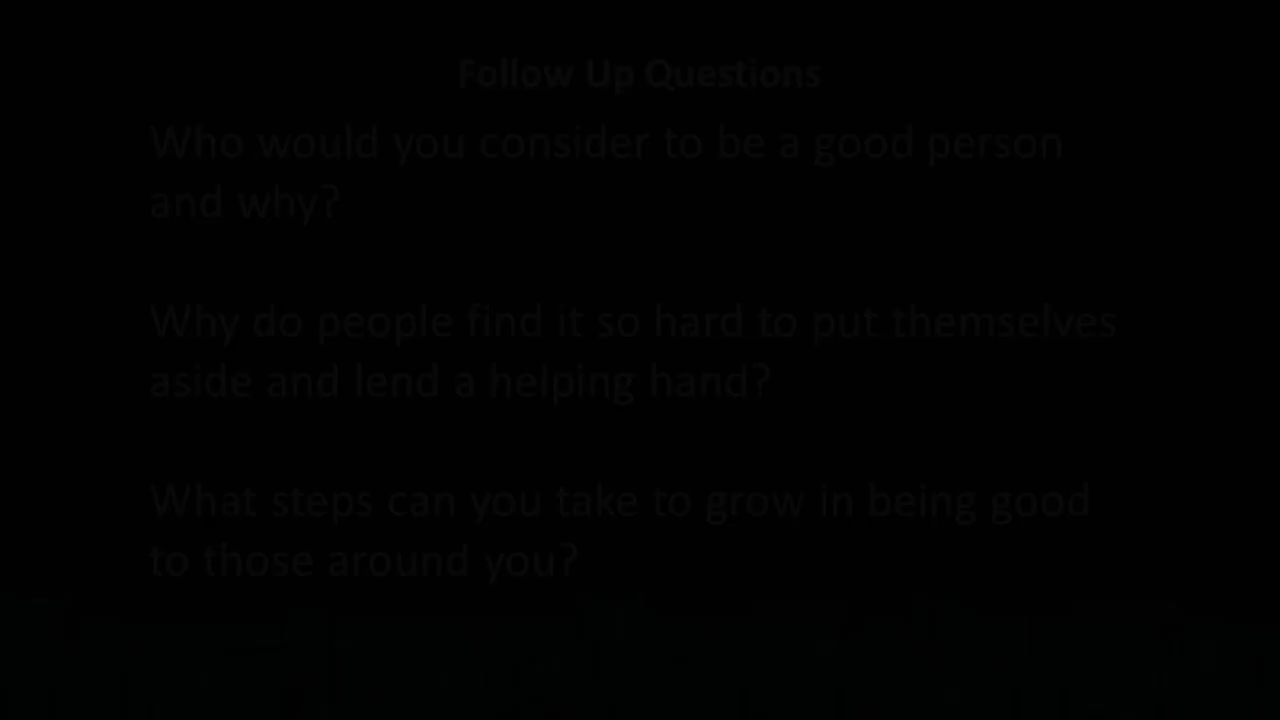 Follow Up Questions
Who would you consider to be a good person
and why?
Why do people find it so hard to put themselves
aside and lend a helping hand?
What steps can you take to grow in being good
to those around you?